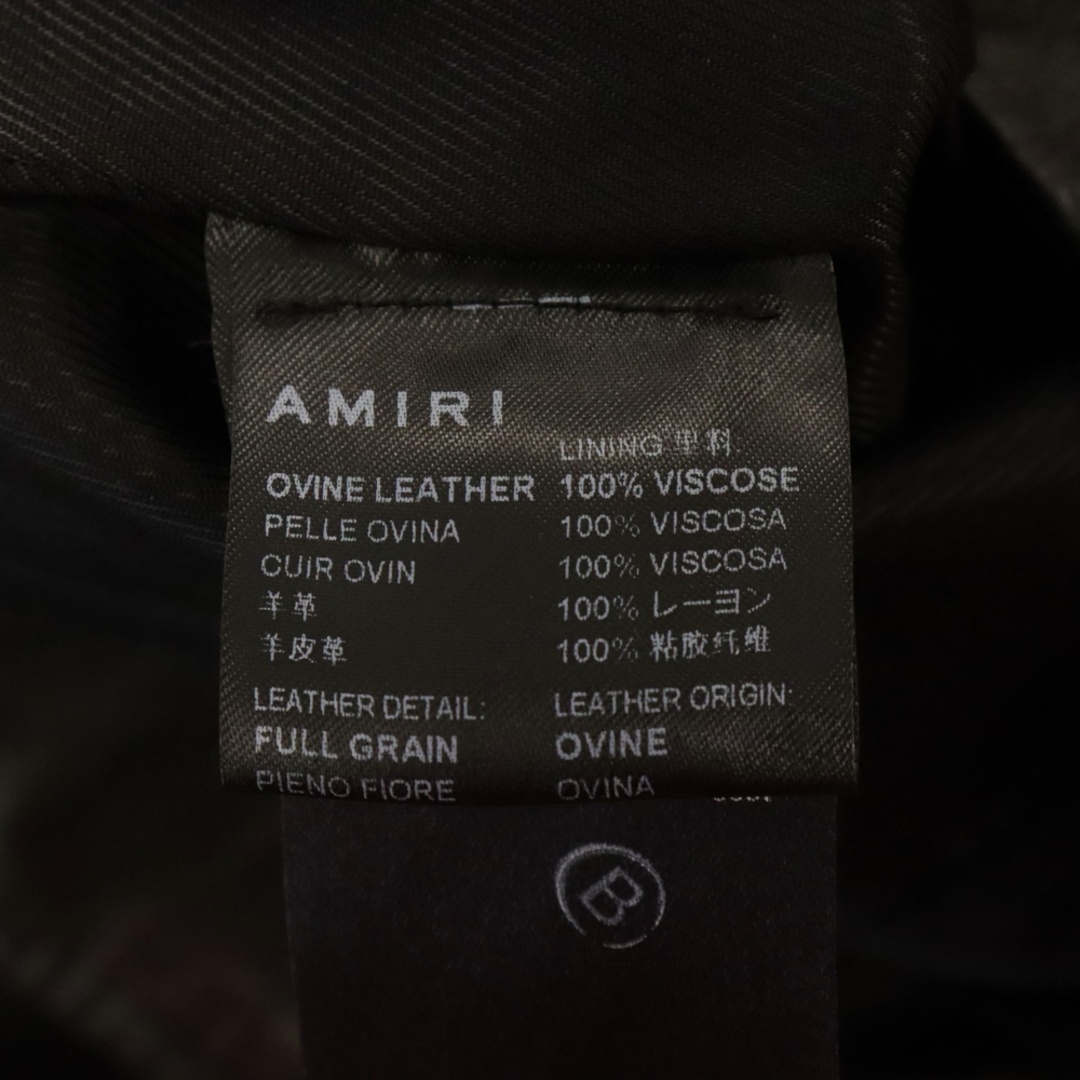 AMIRI
OVINE LEATHER
PELLE OVINA
CUIR OVIN
羊革
羊皮革
LINING 里料
100% VISCOSE
100% VISCOSA
100% VISCOSA
100% レーヨン
100% 粘胶纤维
LEATHER DETAIL:
FULL GRAIN
PIENO FIORE
LEATHER ORIGIN:
OVINE
OVINA
B